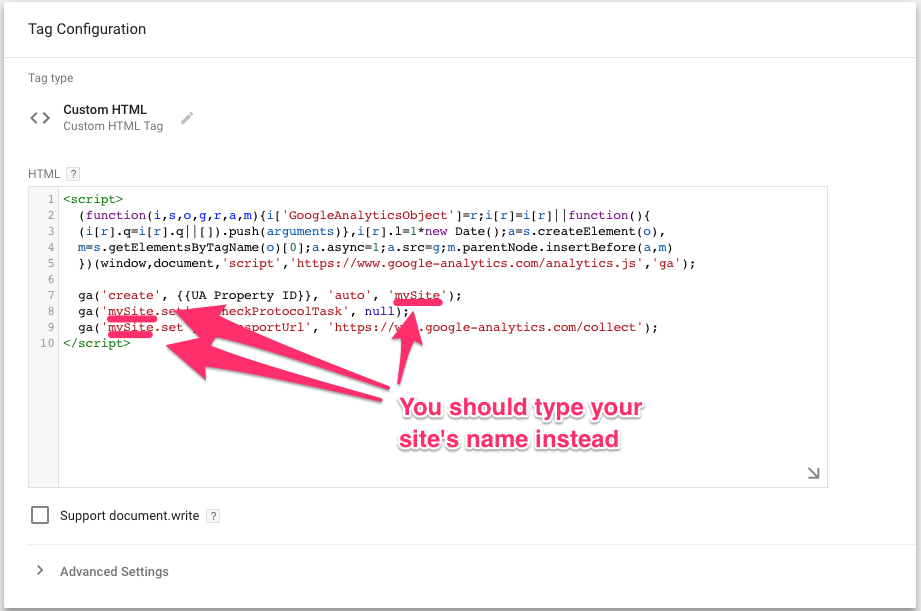 Tag Configuration
Tag type
Custom HTML
Custom HTML Tag
HTML ?
1 <script>
2 (function(i,s,o,g,r,a,m){i['GoogleAnalyticsObject']=r;i[r]=i[r]||function(){
3 (i[r].q=i[r].q||[]).push(arguments)},i[r].l=1*new Date();a=s.createElement(o),
4 m=s.getElementsByTagName(o)[0];a.async=1;a.src=g;m.parentNode.insertBefore(a,m)
5 })(window,document,'script','https://www.google-analytics.com/analytics.js','ga');
6
7 ga('create', {{UA Property ID}}, 'auto', 'mySite');
8 ga('mySite.set', heckProtocolTask', null);
9 ga('mySite.set sportUrl', 'https://w .google-analytics.com/collect');
10 </script>
You should type your
site's name instead
Support document.write ?
Advanced Settings